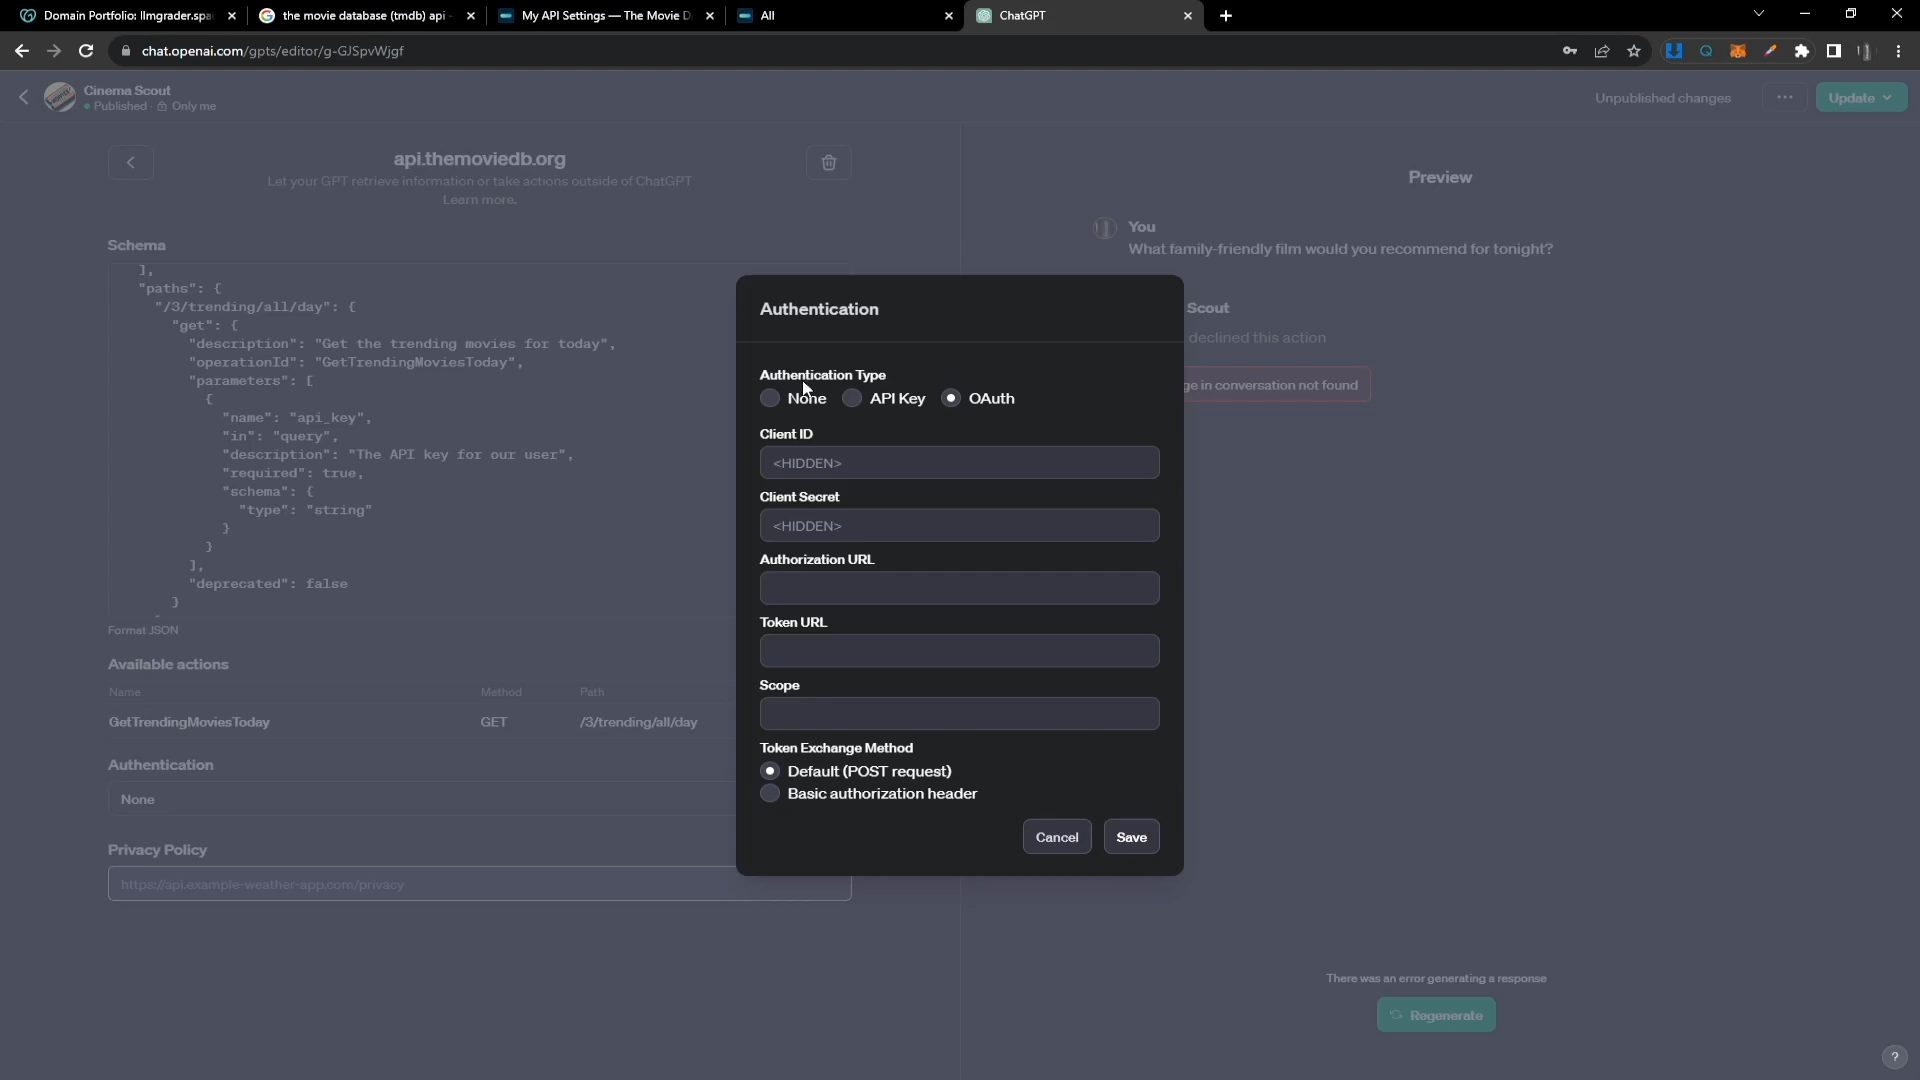 Domain Portfolio: llmgrader.spa
the movie database (tmdb) api -
My API Settings — The Movie D
All
ChatGPT
chat.openai.com/gpts/editor/g-GJSpvWjgf
Cinema Scout
Published · Only me
Unpublished changes
Update
api.themoviedb.org
Let your GPT retrieve information or take actions outside of ChatGPT
Learn more.
Schema
],
"paths": {
"/3/trending/all/day": {
"get": {
"description": "Get the trending movies for today",
"operationId": "GetTrendingMoviesToday",
"parameters": [
{
"name": "api_key",
"in": "query",
"description": "The API key for our user",
"required": true,
"schema": {
"type": "string"
}
}
],
"deprecated": false
}
Format JSON
Available actions
Name Method Path
GetTrendingMoviesToday GET /3/trending/all/day
Authentication
None
Privacy Policy
https://api.example-weather-app.com/privacy
Authentication
Authentication Type
None API Key OAuth
Client ID
<HIDDEN>
Client Secret
<HIDDEN>
Authorization URL
Token URL
Scope
Token Exchange Method
Default (POST request)
Basic authorization header
Cancel Save
Preview
You
What family-friendly film would you recommend for tonight?
Scout
declined this action
ge in conversation not found
There was an error generating a response
Regenerate
?